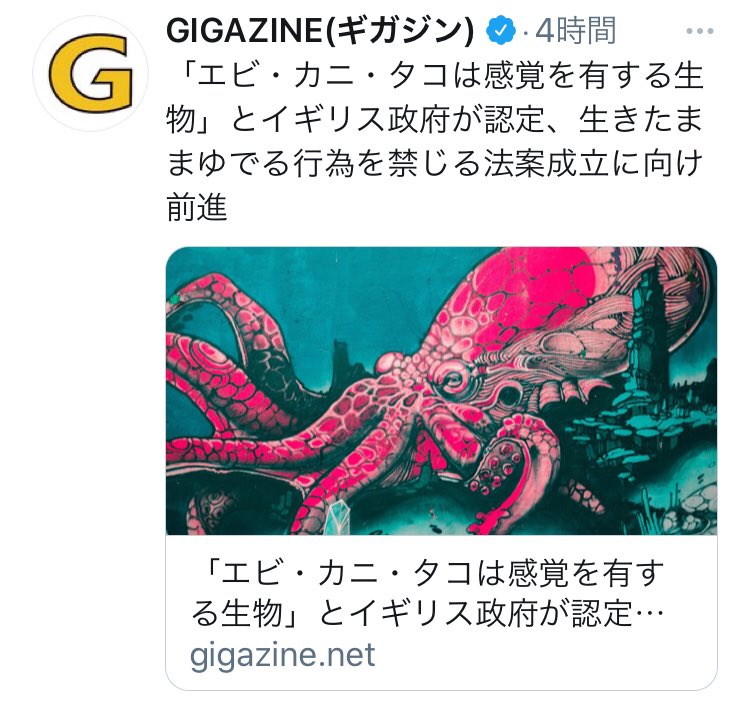 G
GIGAZINE(ギガジン) · 4時間
「エビ・カニ・タコは感覚を有する生
物」とイギリス政府が認定、生きたま
まゆでる行為を禁じる法案成立に向け
前進
「エビ・カニ・タコは感覚を有す
る生物」とイギリス政府が認定…
gigazine.net